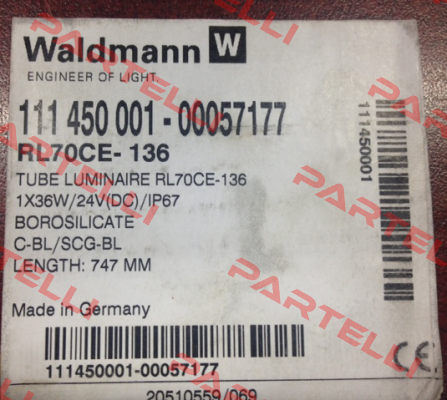 Waldmann W
ENGINEER OF LIGHT.
111 450 001 - 00057177
RL70CE- 136
TUBE LUMINAIRE RL70CE-136
1X36W/24V(DC)/IP67
BOROSILICATE
C-BL/SCG-BL
LENGTH: 747 MM
Made in Germany
111450001-00057177
20510559/069
111450001
CE
PARTELLI
PARTELLI
PARTELLI
PARTELLI